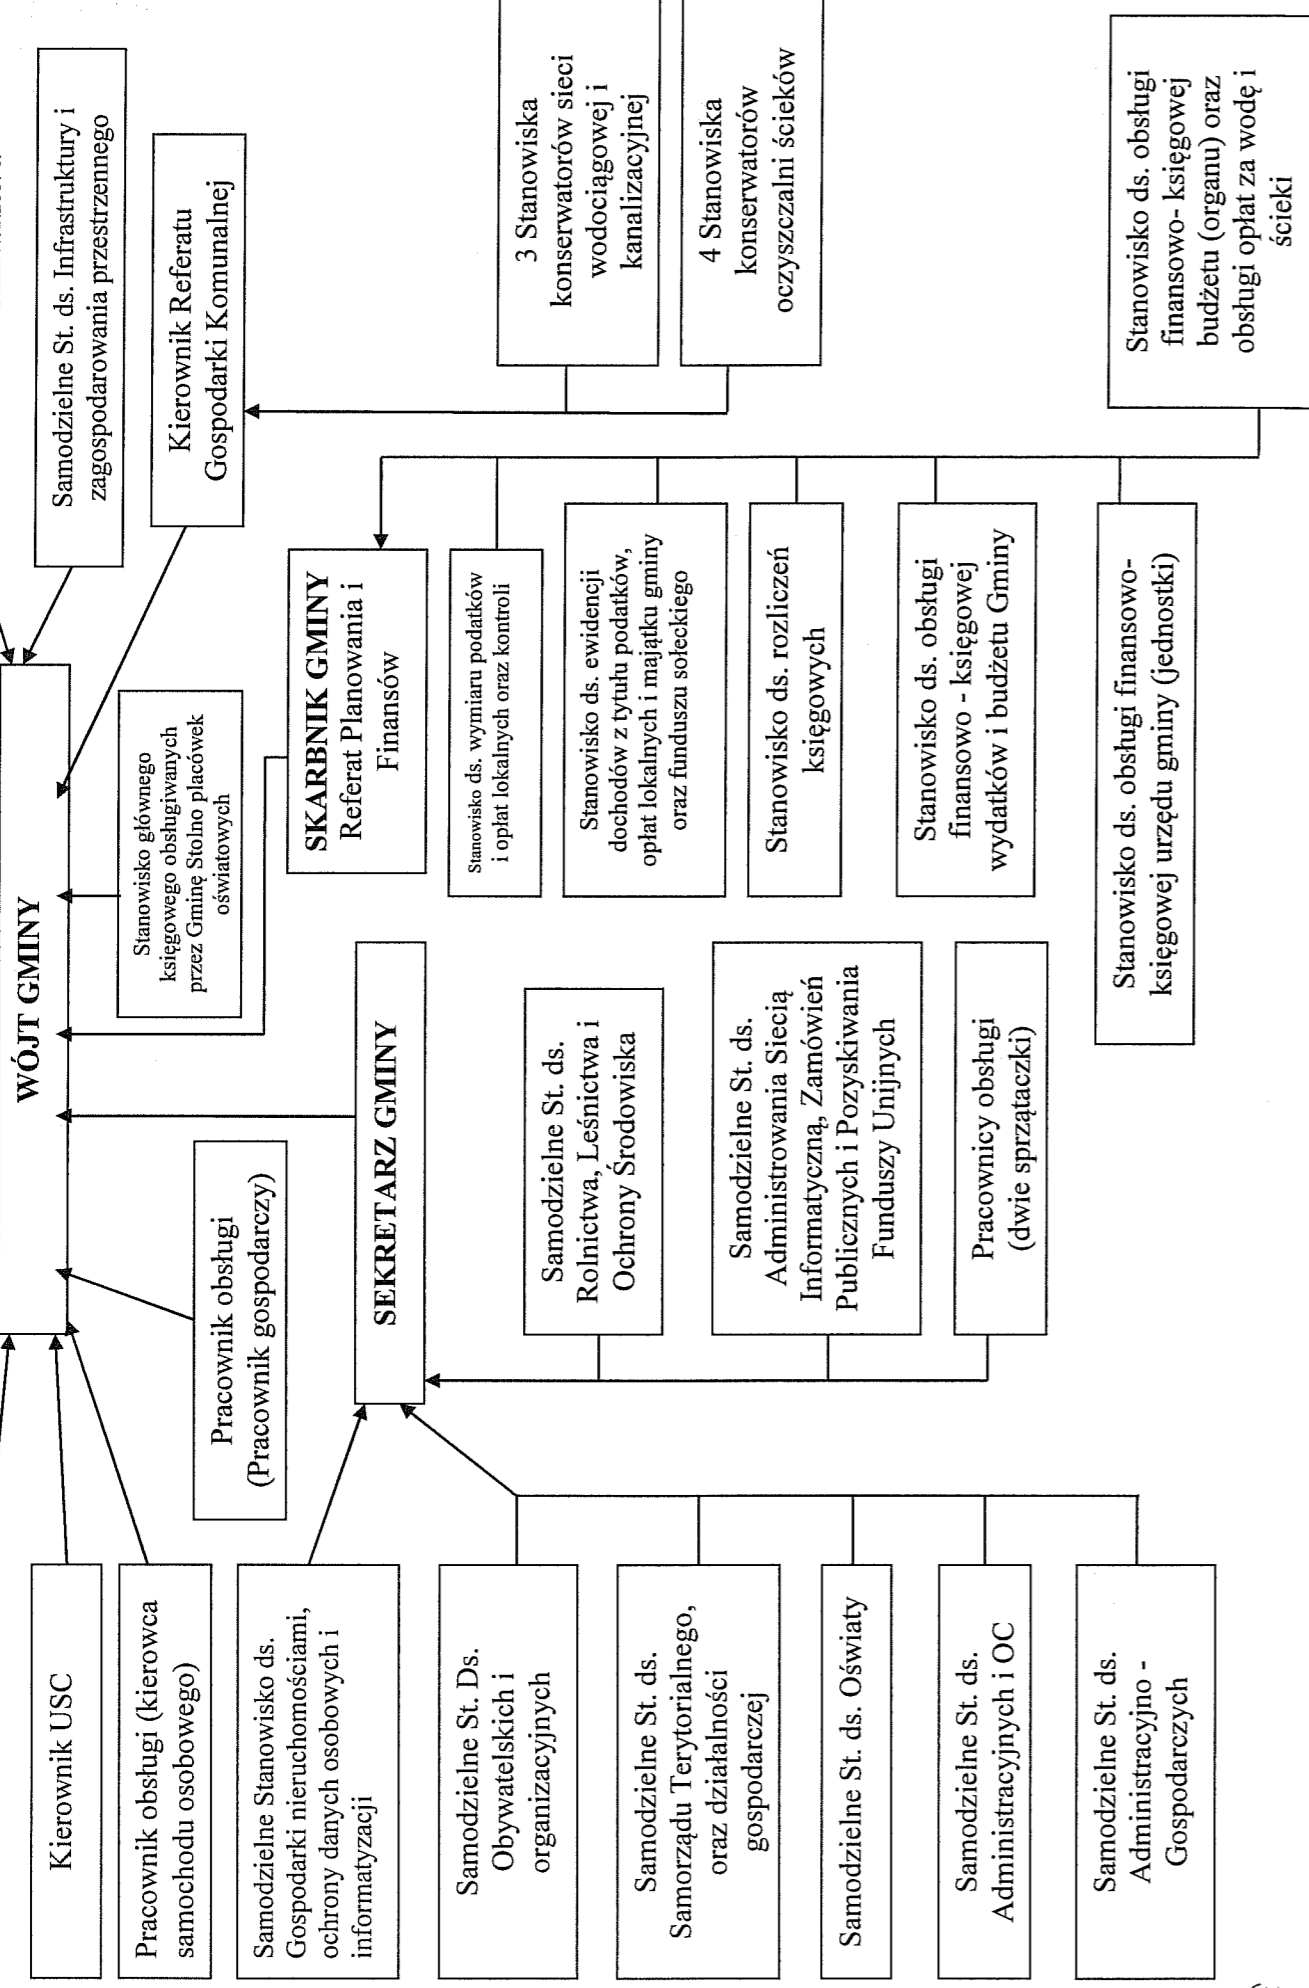 WÓJT GMINY
Kierownik USC
Pracownik obsługi (kierowca
samochodu osobowego)
Samodzielne Stanowisko ds.
Gospodarki nieruchomościami,
ochrony danych osobowych i
informatyzacji
Samodzielne St. Ds.
Obywatelskich i
organizacyjnych
Samodzielne St. ds.
Samorządu Terytorialnego,
oraz działalności
gospodarczej
Samodzielne St. ds. Oświaty
Samodzielne St. ds.
Administracyjnych i OC
Samodzielne St. ds.
Administracyjno -
Gospodarczych
Pracownik obsługi
(Pracownik gospodarczy)
SEKRETARZ GMINY
Samodzielne St. ds.
Rolnictwa, Leśnictwa i
Ochrony Środowiska
Samodzielne St. ds.
Administrowania Siecią
Informatyczną, Zamówień
Publicznych i Pozyskiwania
Funduszy Unijnych
Pracownicy obsługi
(dwie sprzątaczki)
Stanowisko głównego
księgowego obsługiwanych
przez Gminę Stolno placówek
oświatowych
SKARBNIK GMINY
Referat Planowania i
Finansów
Stanowisko ds. wymiaru podatków
i opłat lokalnych oraz kontroli
Stanowisko ds. ewidencji
dochodów z tytułu podatków,
opłat lokalnych i majątku gminy
oraz funduszu sołeckiego
Stanowisko ds. rozliczeń
księgowych
Stanowisko ds. obsługi
finansowo - księgowej
wydatków i budżetu Gminy
Stanowisko ds. obsługi finansowo-
księgowej urzędu gminy (jednostki)
Samodzielne St. ds. Infrastruktury i
zagospodarowania przestrzennego
Kierownik Referatu
Gospodarki Komunalnej
3 Stanowiska
konserwatorów sieci
wodociągowej i
kanalizacyjnej
4 Stanowiska
konserwatorów
oczyszczalni ścieków
Stanowisko ds. obsługi
finansowo- księgowej
budżetu (organu) oraz
obsługi opłat za wodę i
ścieki